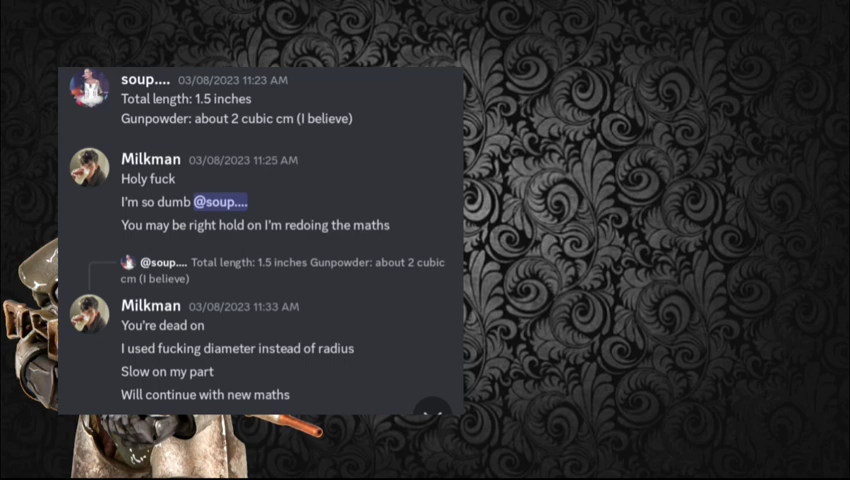 soup.... 03/08/2023 11:23 AM
Total length: 1.5 inches
Gunpowder: about 2 cubic cm (I believe)
Milkman 03/08/2023 11:25 AM
Holy fuck
I'm so dumb @soup....
You may be right hold on I'm redoing the maths
@soup.... Total length: 1.5 inches Gunpowder: about 2 cubic
cm (I believe)
Milkman 03/08/2023 11:33 AM
You're dead on
I used fucking diameter instead of radius
Slow on my part
Will continue with new maths